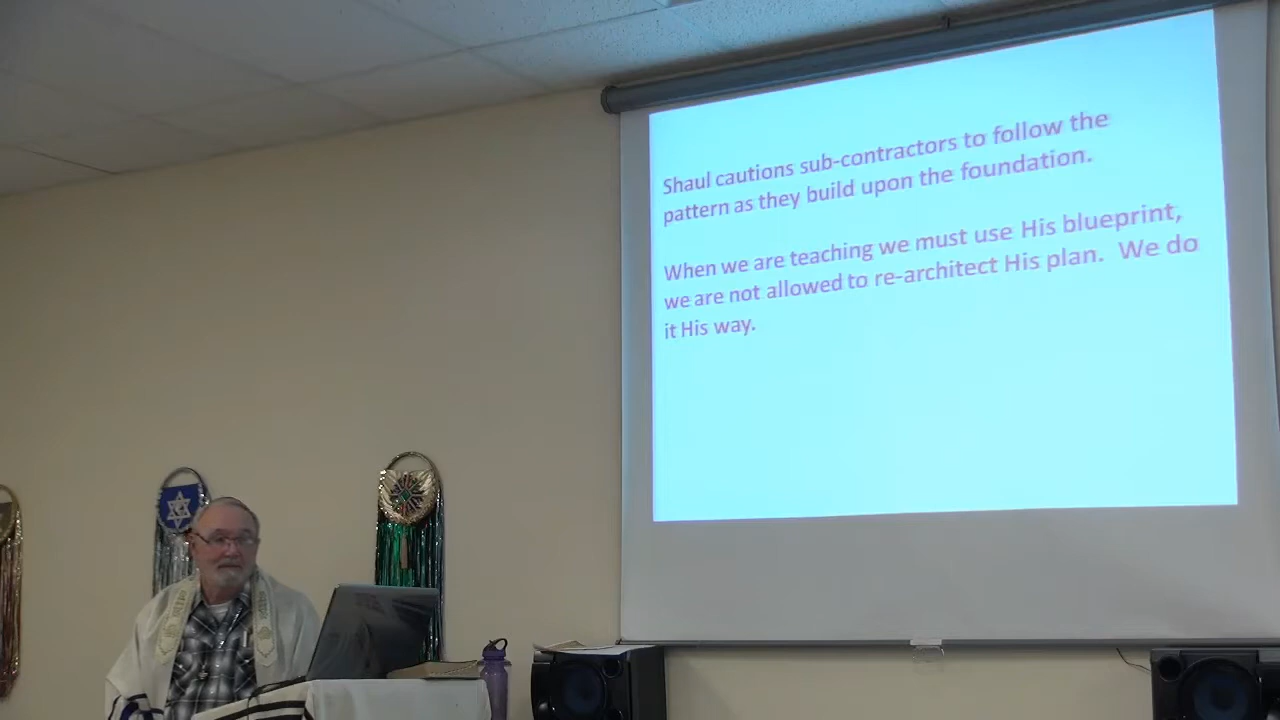 Shaul cautions sub-contractors to follow the
pattern as they build upon the foundation.
When we are teaching we must use His blueprint,
we are not allowed to re-architect His plan. We do
it His way.